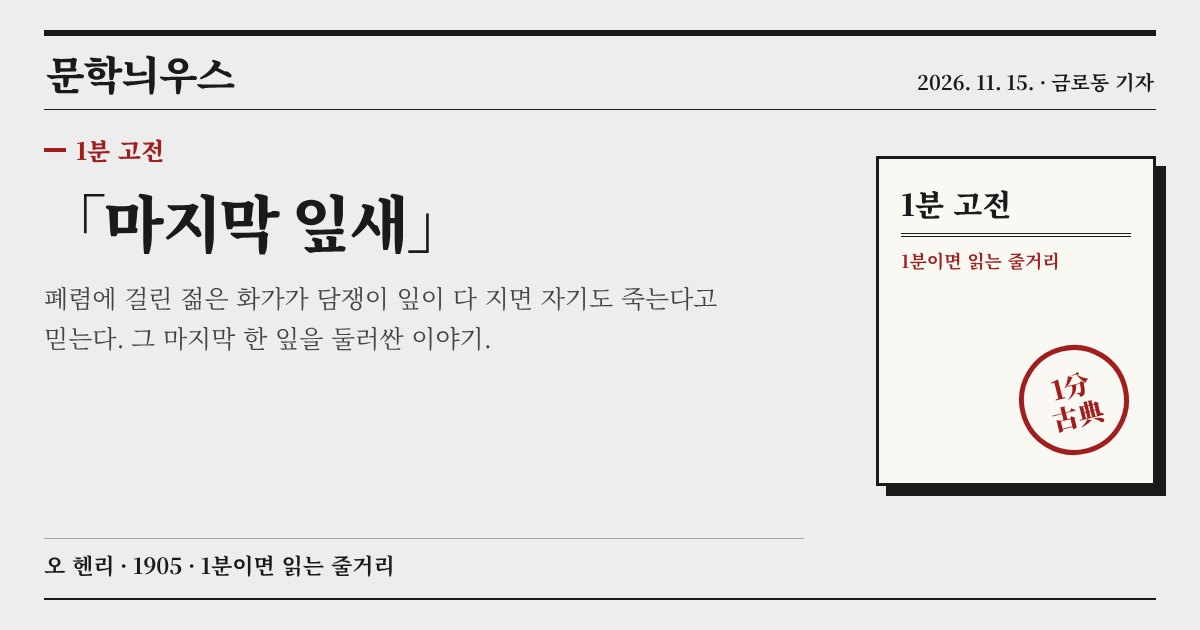 문학늬우스
2026. 11. 15. · 금로동 기자
1분 고전
「마지막 잎새」
폐렴에 걸린 젊은 화가가 담쟁이 잎이 다 지면 자기도 죽는다고
믿는다. 그 마지막 한 잎을 둘러싼 이야기.
1분 고전
1분이면 읽는 줄거리
1分
古典
오 헨리 · 1905 · 1분이면 읽는 줄거리